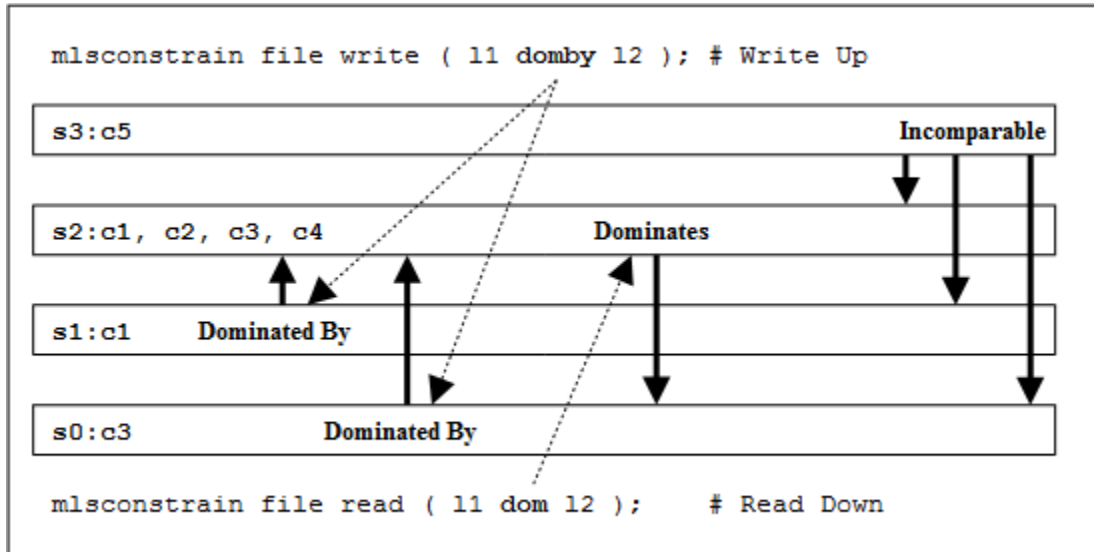 mlsconstrain file write ( l1 domby l2 ); # Write Up
s3:c5 Incomparable
s2:c1, c2, c3, c4 Dominates
s1:c1 Dominated By
s0:c3 Dominated By
mlsconstrain file read ( l1 dom l2 ); # Read Down